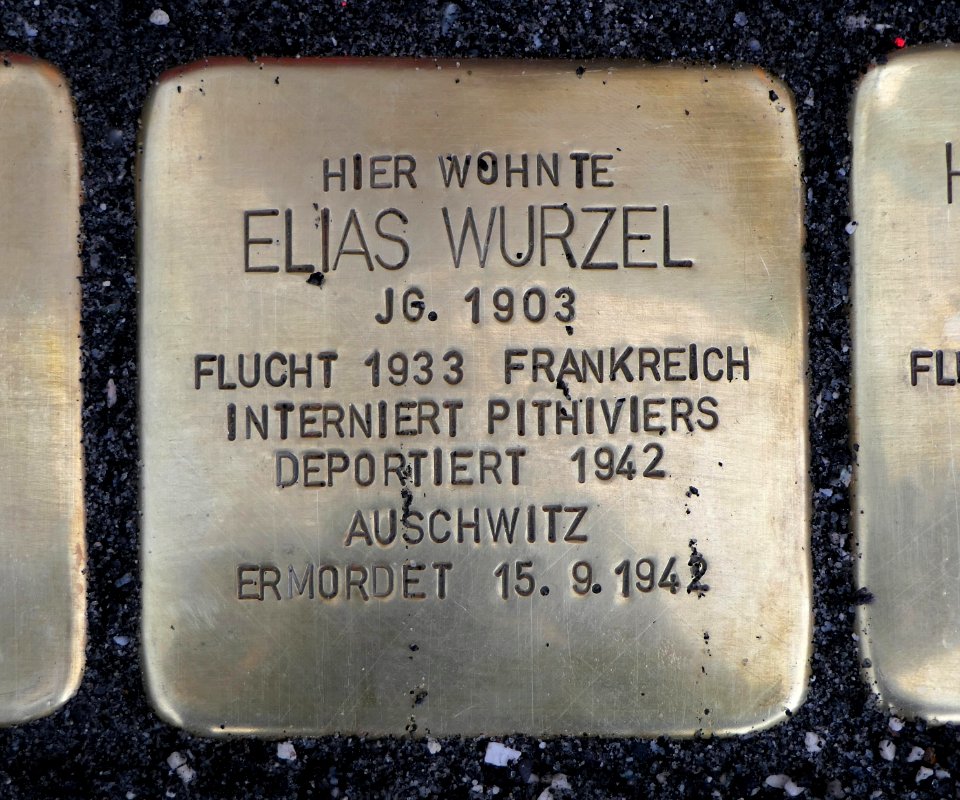 HIER WOHNTE
ELIAS WURZEL
JG. 1903
FLUCHT 1933 FRANKREICH
INTERNIERT PITHIVIERS
DEPORTIERT 1942
AUSCHWITZ
ERMORDET 15. 9. 1942